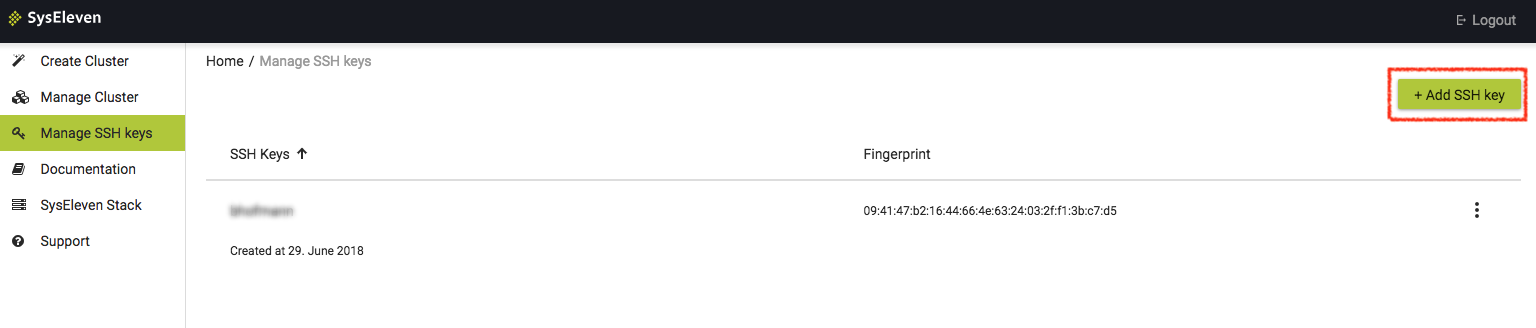 SysEleven
Logout
Create Cluster
Manage Cluster
Manage SSH keys
Documentation
SysEleven Stack
Support
Home / Manage SSH keys
+ Add SSH key
SSH Keys Fingerprint
09:41:47:b2:16:44:66:4e:63:24:03:2f:f1:3b:c7:d5
Created at 29. June 2018